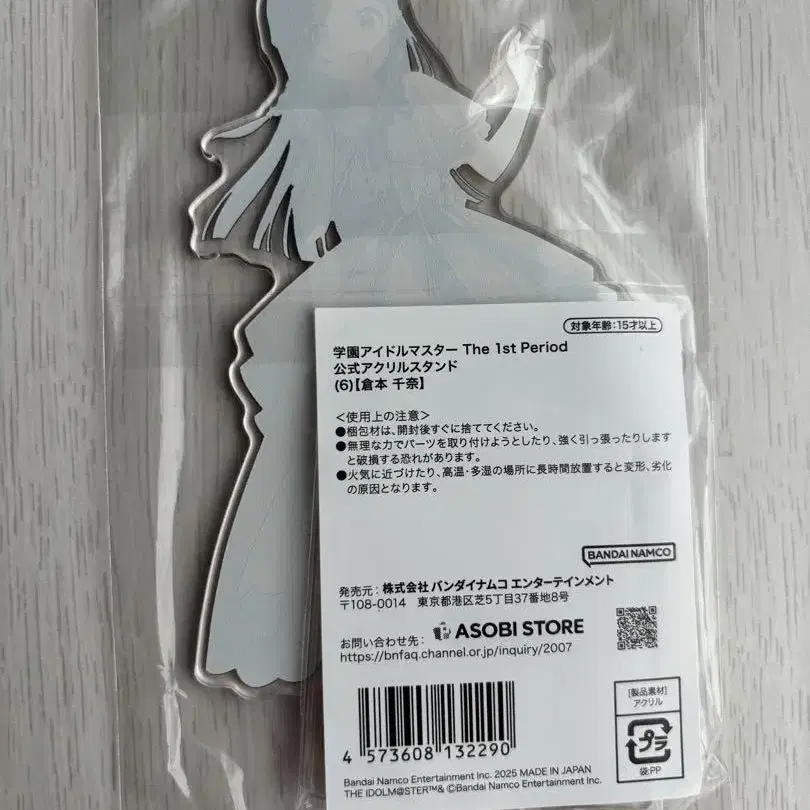 対象年齢:15才以上
学園アイドルマスター The 1st Period
公式アクリルスタンド
(6)【倉本 千奈】
＜使用上の注意＞
●梱包材は、開封後すぐに捨ててください。
●無理な力でパーツを取り付けようとしたり、強く引っ張ったりします
と破損する恐れがあります。
●火気に近づけたり、高温・多湿の場所に長時間放置すると変形、劣化
の原因となります。
BANDAI NAMCO
発売元：株式会社 バンダイナムコ エンターテインメント
〒108-0014 東京都港区芝5丁目37番地8号
お問い合わせ先： ASOBI STORE
https://bnfaq.channel.or.jp/inquiry/2007
[製品素材]
アクリル
プラ
袋:PP
4 573608 132290
Bandai Namco Entertainment Inc. 2025 MADE IN JAPAN
THE IDOLM@STER™& ©Bandai Namco Entertainment Inc.